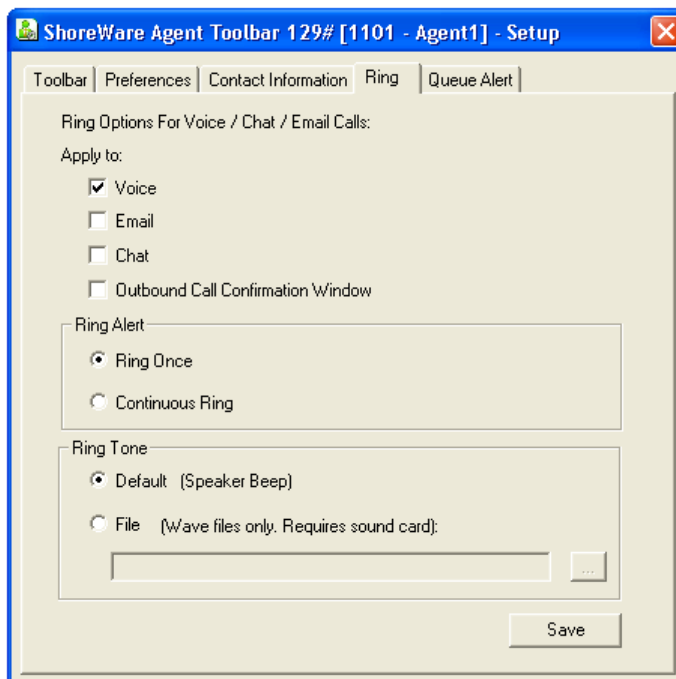 ShoreWare Agent Toolbar 129# [1101 - Agent1] - Setup
Toolbar Preferences Contact Information Ring Queue Alert
Ring Options For Voice / Chat / Email Calls:
Apply to:
Voice
Email
Chat
Outbound Call Confirmation Window
Ring Alert
Ring Once
Continuous Ring
Ring Tone
Default (Speaker Beep)
File (Wave files only. Requires sound card):
...
Save